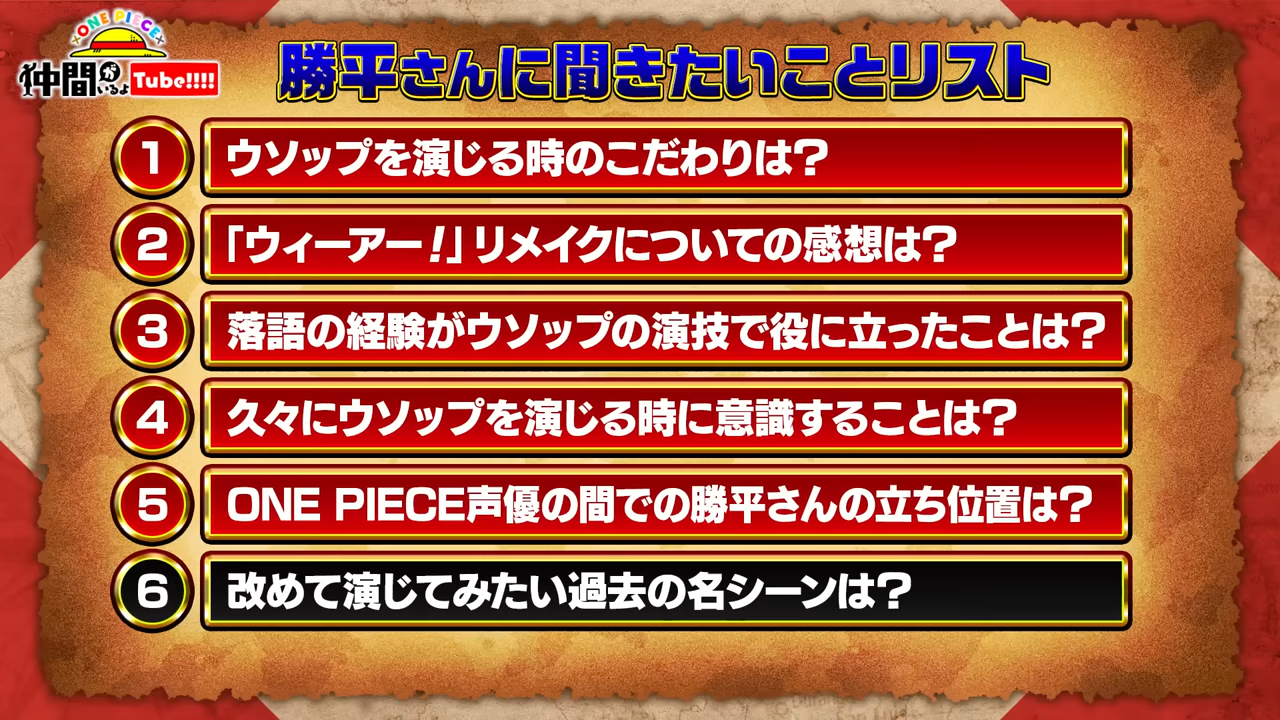 ONE PIECE
仲間がいるよTube!!!!
勝平さんに聞きたいことリスト
1 ウソップを演じる時のこだわりは？
2 「ウィーアー！」リメイクについての感想は？
3 落語の経験がウソップの演技で役に立ったことは？
4 久々にウソップを演じる時に意識することは？
5 ONE PIECE声優の間での勝平さんの立ち位置は？
6 改めて演じてみたい過去の名シーンは？